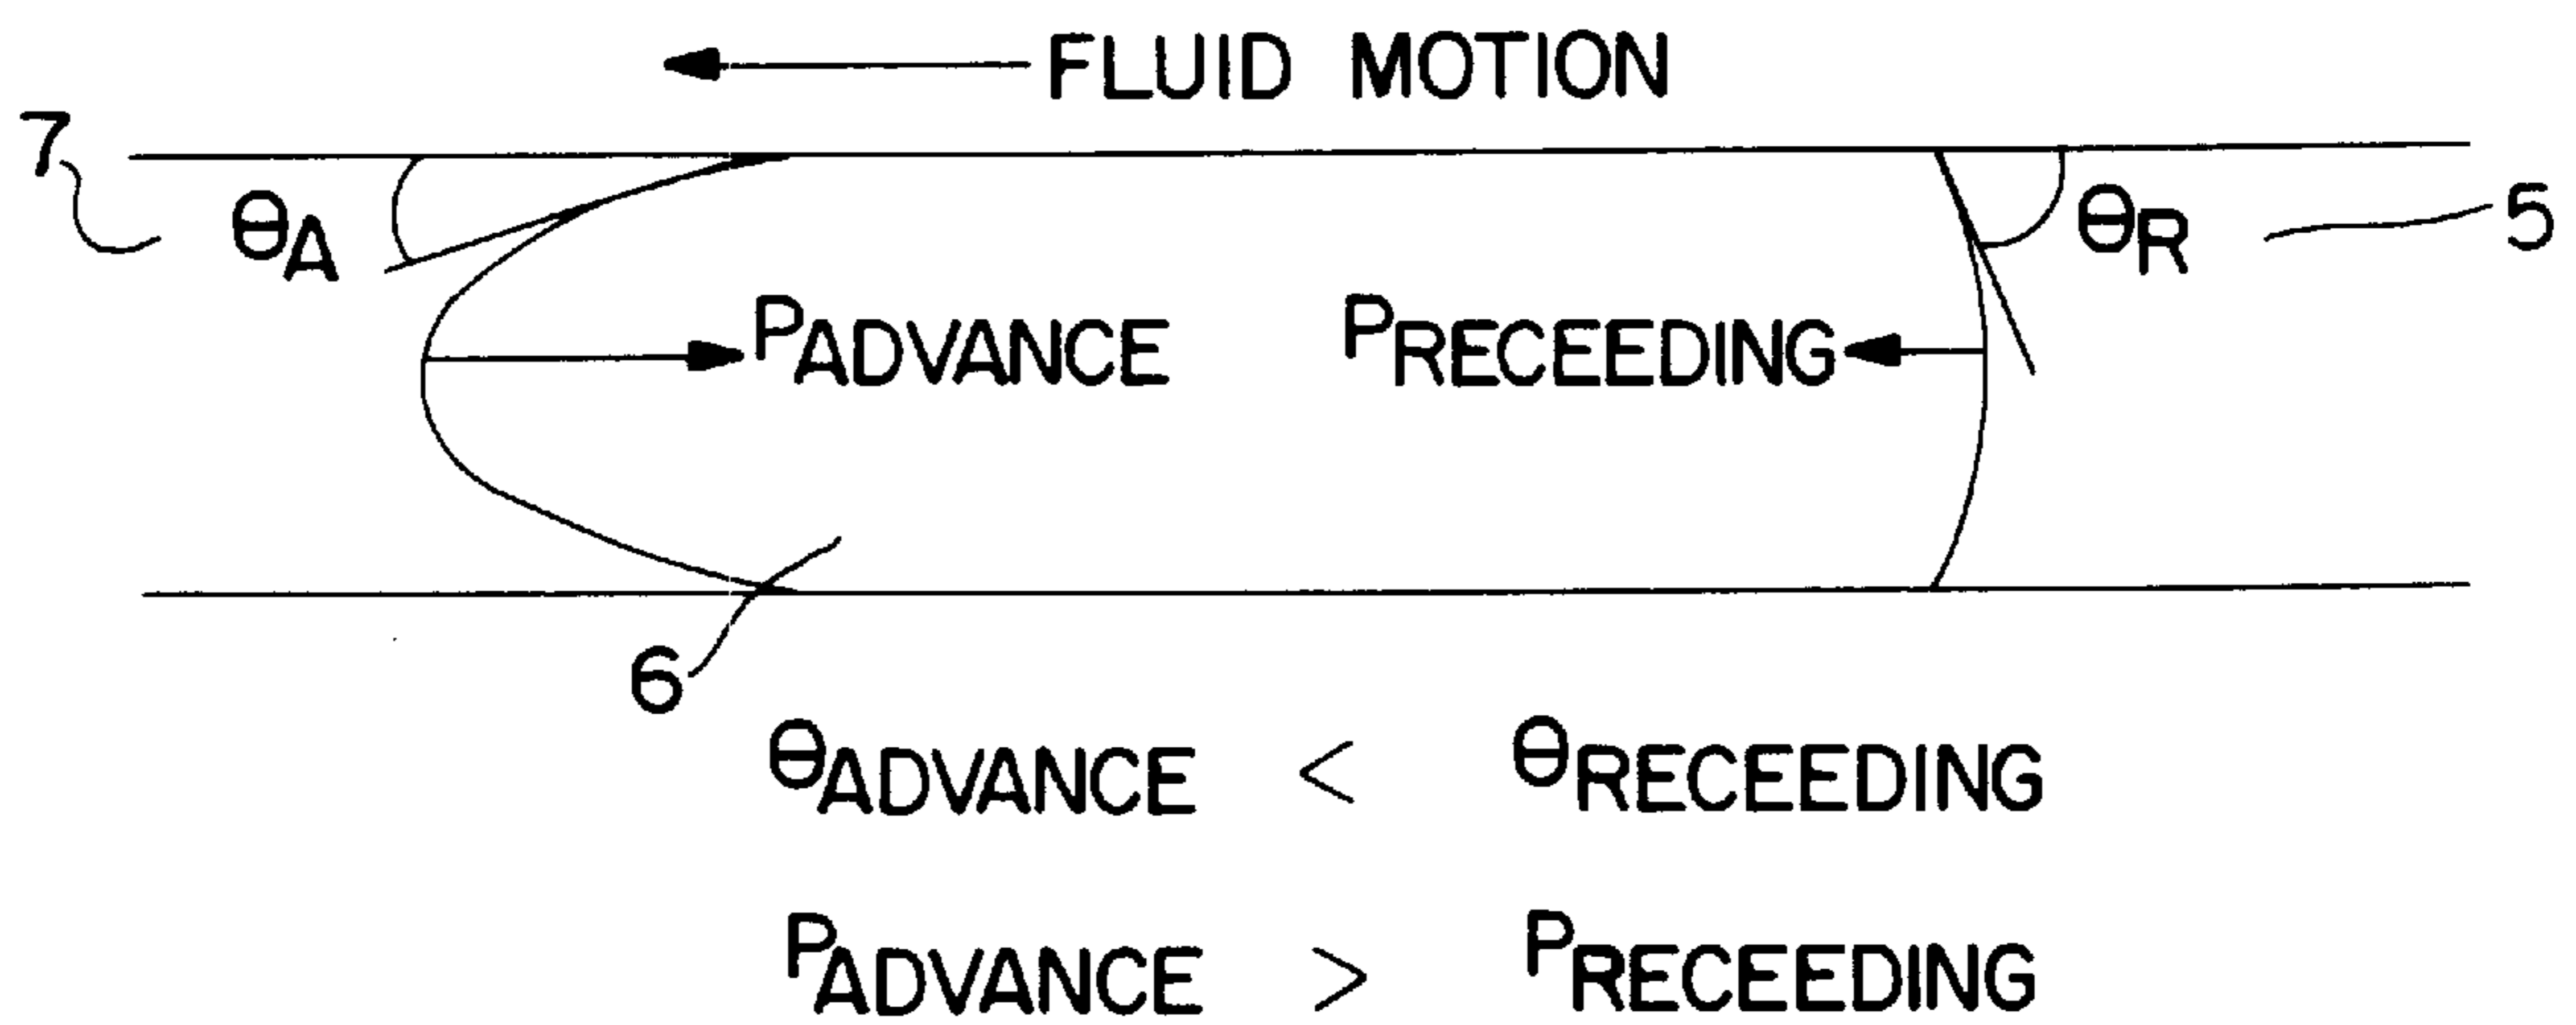 FLUID MOTION
7
θA
θR
5
PADVANCE
PRECEEDING
6
θADVANCE < θRECEEDING
PADVANCE > PRECEEDING